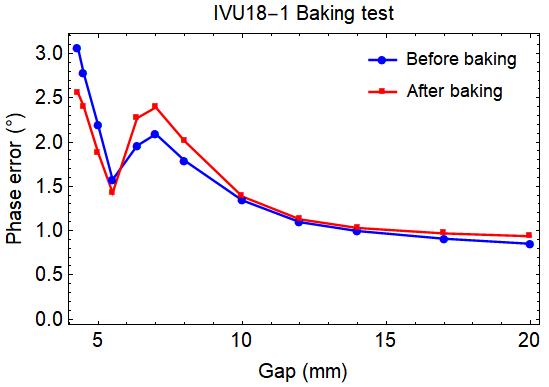 IVU18−1 Baking test
Before baking
After baking
Phase error (°)
3.0
2.5
2.0
1.5
1.0
0.5
0.0
5
10
15
20
Gap (mm)